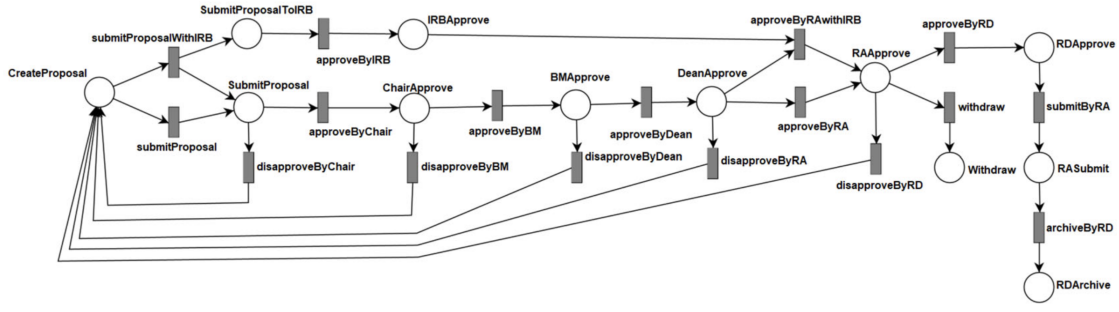 SubmitProposalToIRB
IRBApprove
approveByRAwithIRB
approveByRD
submitProposalWithIRB
approveByIRB
RAApprove
RDApprove
CreateProposal
SubmitProposal
ChairApprove
BMApprove
DeanApprove
withdraw
submitByRA
submitProposal
approveByChair
approveByBM
approveByDean
approveByRA
disapproveByChair
disapproveByBM
disapproveByDean
disapproveByRA
disapproveByRD
Withdraw
RASubmit
archiveByRD
RDArchive